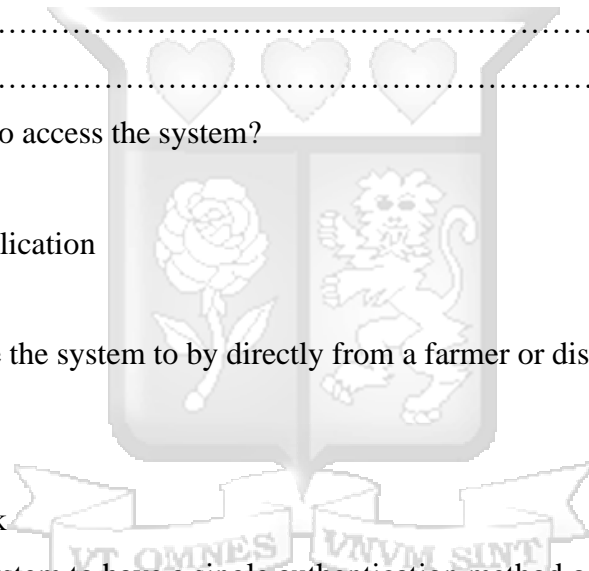 ……………………………………………………………
……………………………………………………………
o access the system?
lication
the system to by directly from a farmer or dis
k
VT OMNES VNVM SINT
stem to have a single authentication method